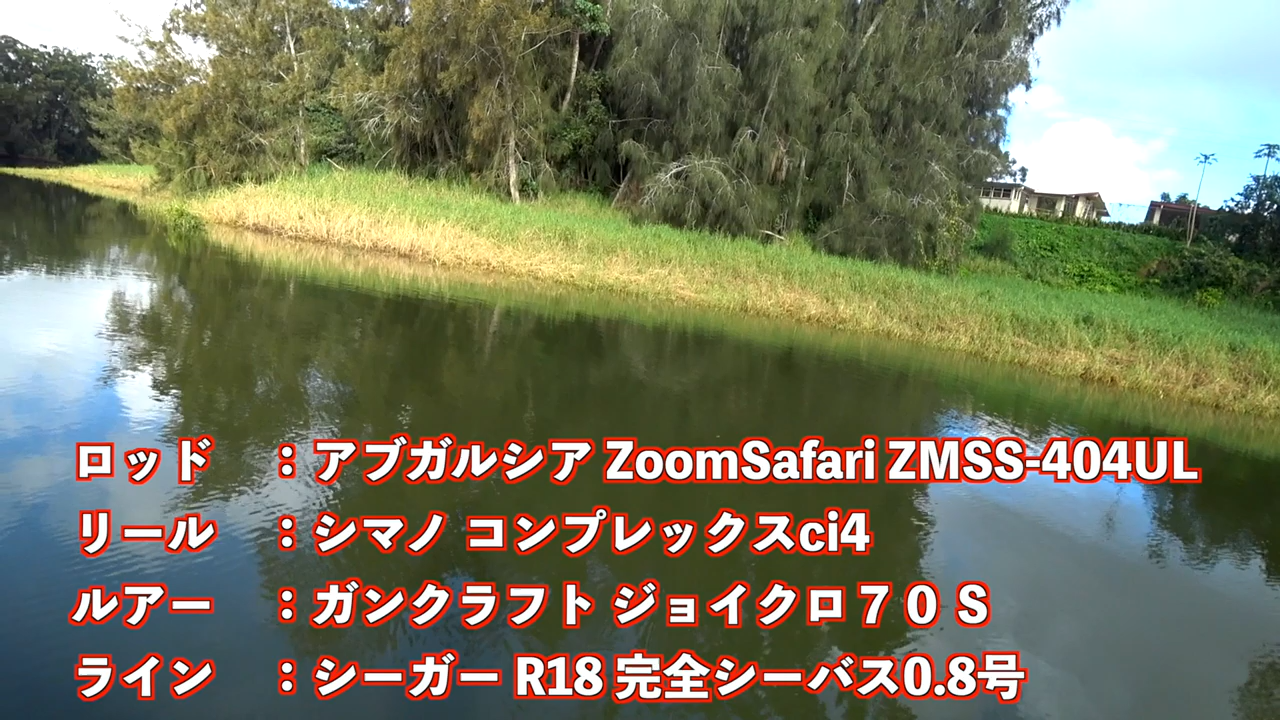 ロッド　：アブガルシア ZoomSafari ZMSS-404UL
リール　：シマノ コンプレックスci4
ルアー　：ガンクラフト ジョイクロ７０Ｓ
ライン　：シーガー R18 完全シーバス0.8号